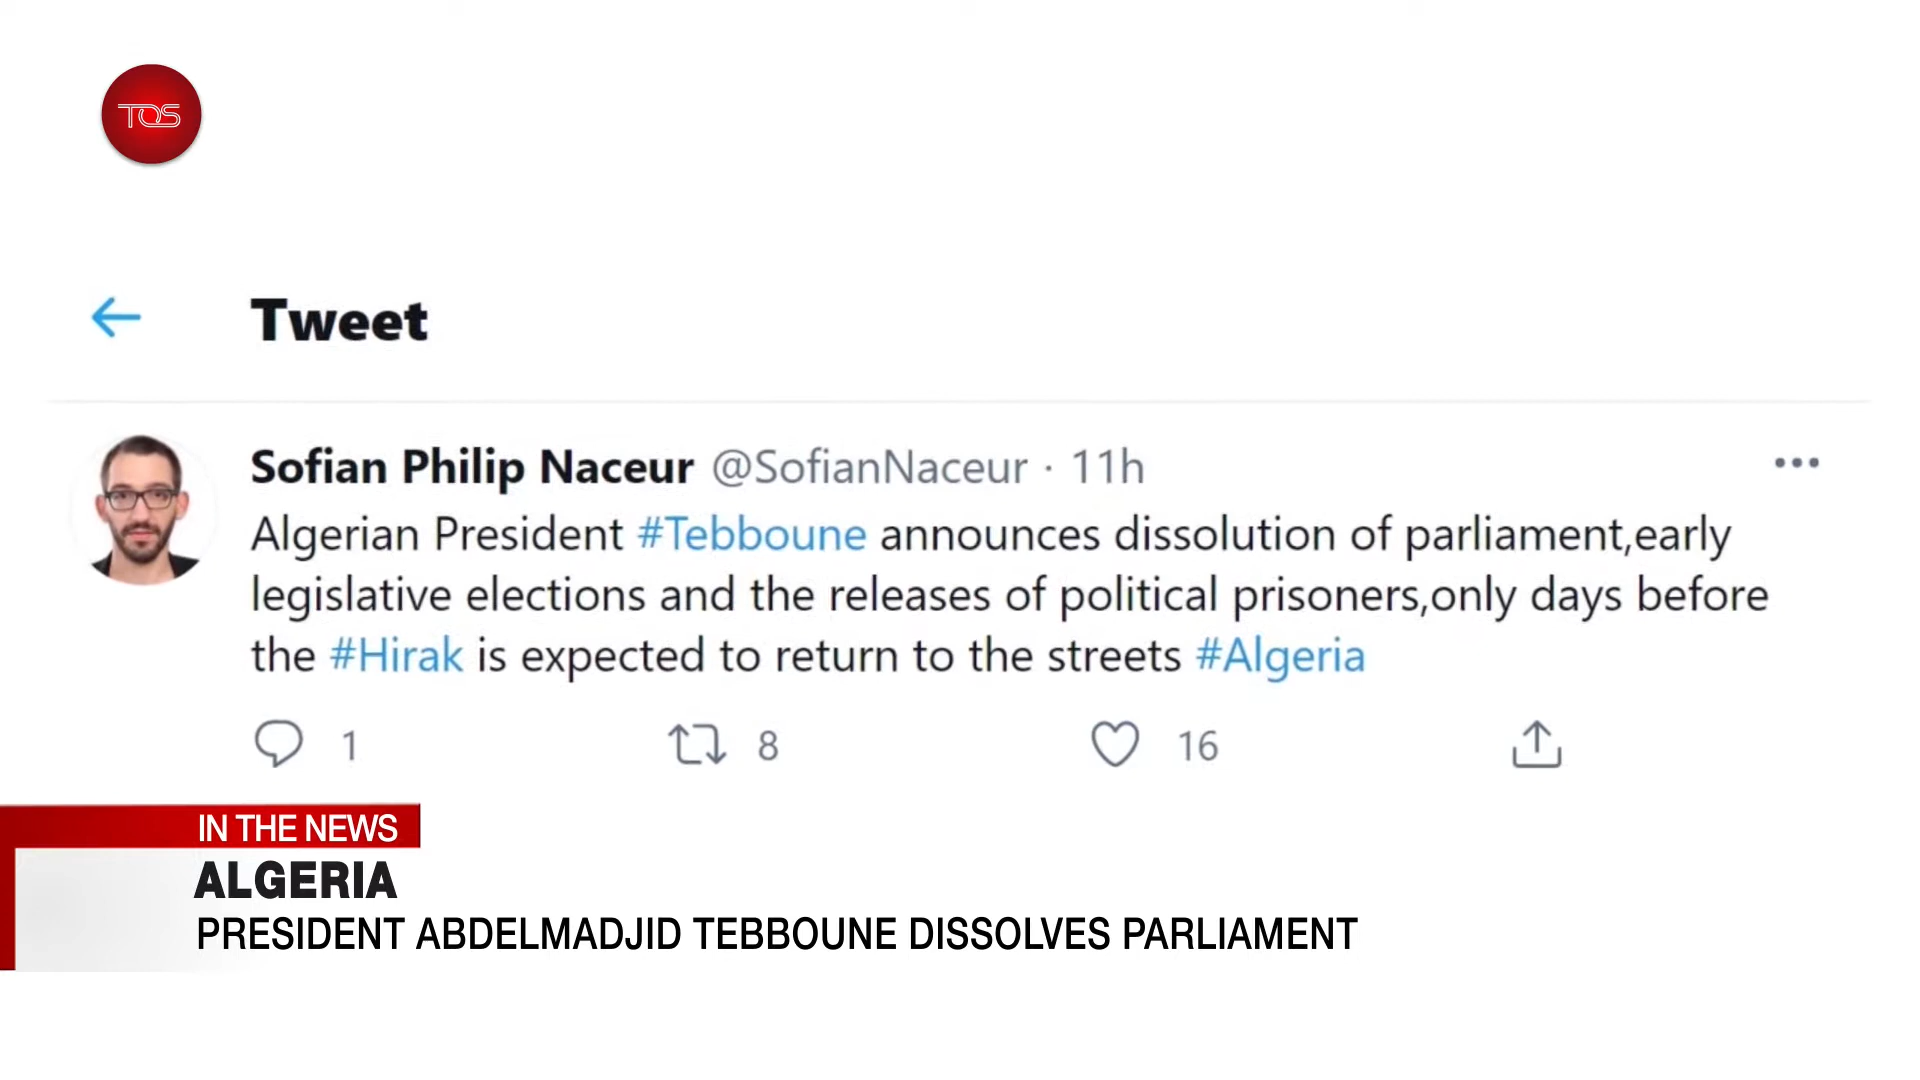 TOS
Tweet
Sofian Philip Naceur @SofianNaceur · 11h
Algerian President #Tebboune announces dissolution of parliament,early
legislative elections and the releases of political prisoners,only days before
the #Hirak is expected to return to the streets #Algeria
1 8 16
IN THE NEWS
ALGERIA
PRESIDENT ABDELMADJID TEBBOUNE DISSOLVES PARLIAMENT